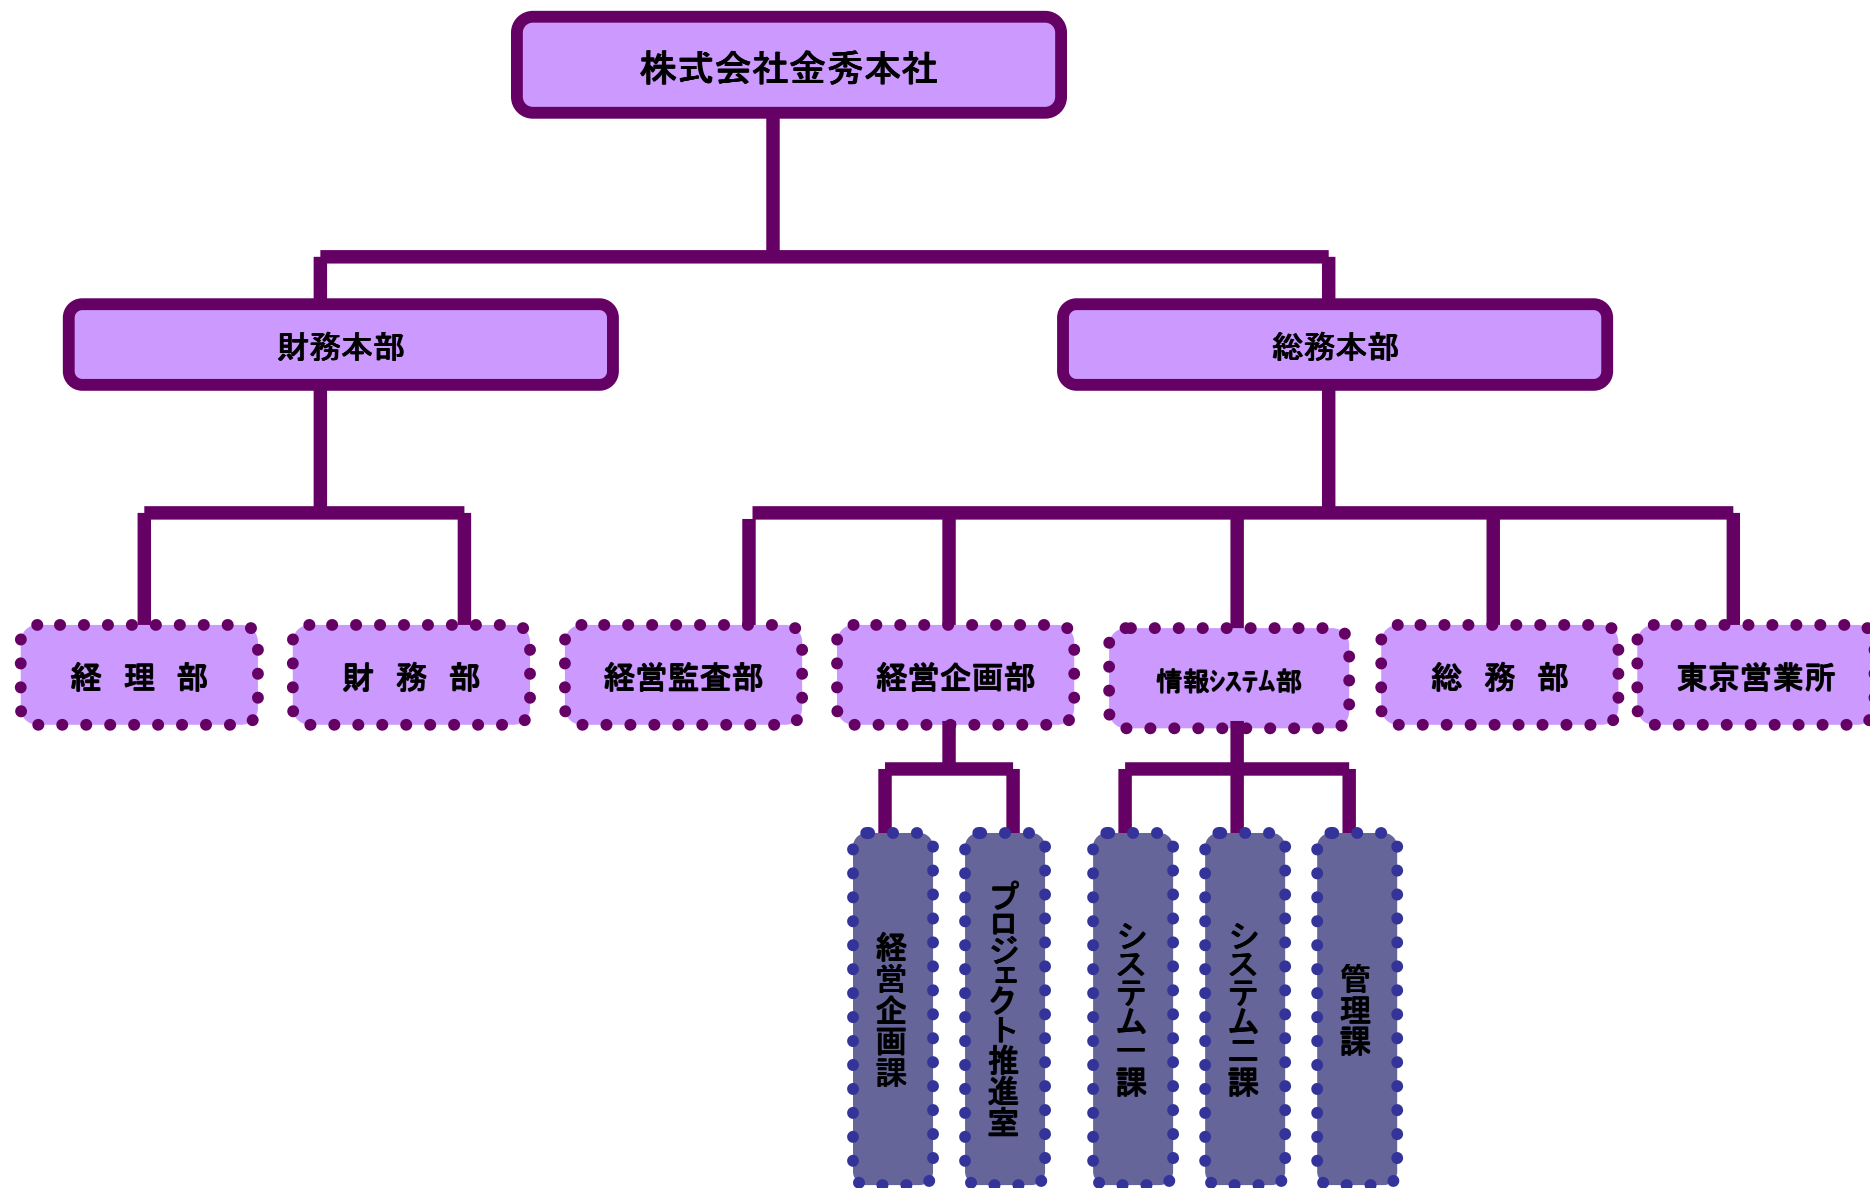 株式会社金秀本社
財務本部
総務本部
経　理　部
財　務　部
経営監査部
経営企画部
情報ｼｽﾃﾑ部
総　務　部
東京営業所
経営企画課
プロジェクト推進室
システム一課
システム二課
管理課